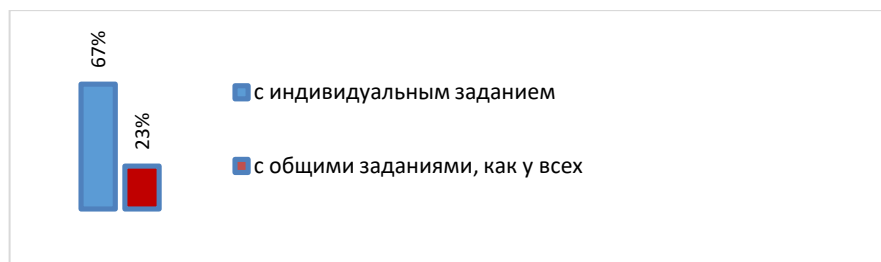 67%
23%
с индивидуальным заданием
с общими заданиями, как у всех